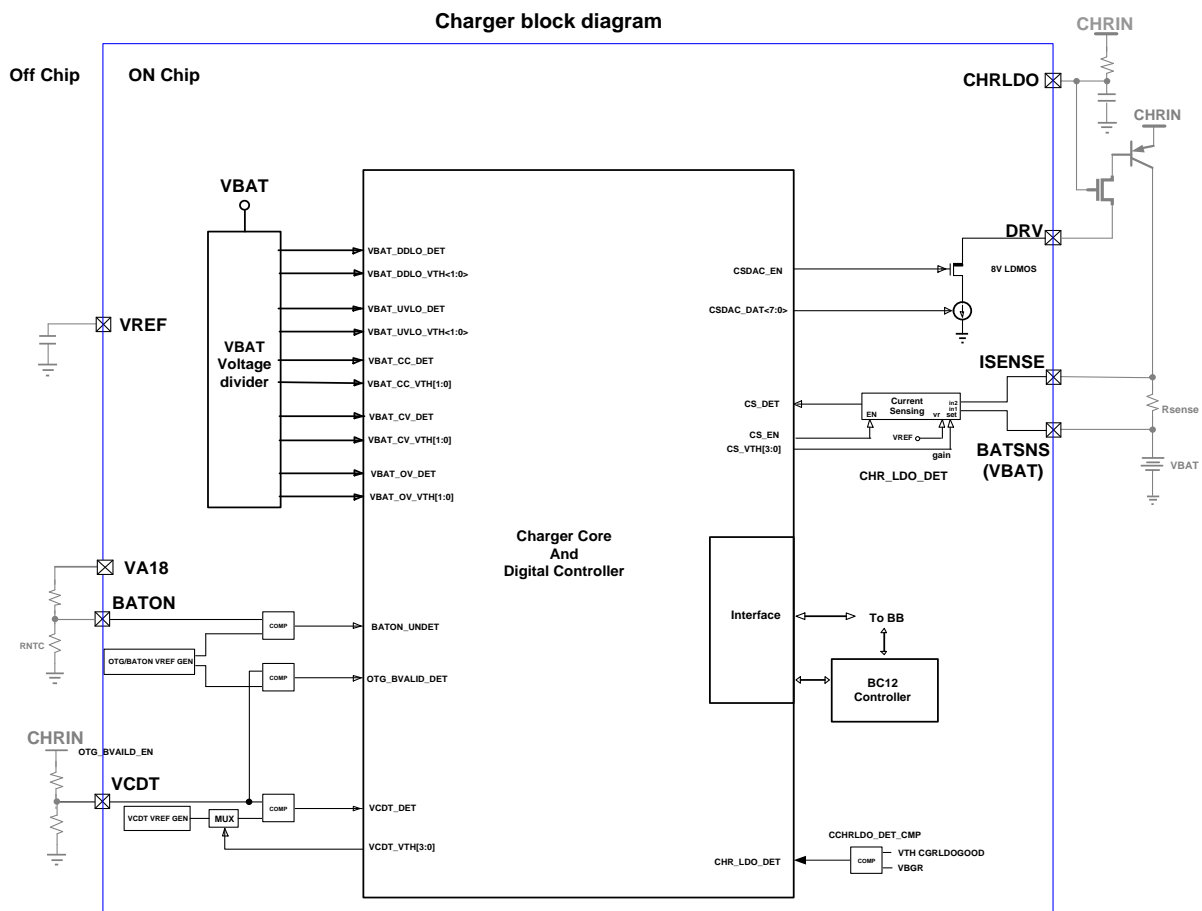 Charger block diagram
Off Chip
ON Chip
CHRIN
CHRLDO
CHRIN
VBAT
DRV
VBAT_DDLO_DET
VBAT_DDLO_VTH<1:0>
VBAT_UVLO_DET
VBAT_UVLO_VTH<1:0>
VBAT_CC_DET
VBAT_CC_VTH[1:0]
VBAT_CV_DET
VBAT_CV_VTH[1:0]
VBAT_OV_DET
VBAT_OV_VTH[1:0]
VBAT
Voltage
divider
VREF
CSDAC_EN
8V LDMOS
CSDAC_DAT<7:0>
ISENSE
CS_DET
Current
Sensing
in2
in1
EN
vr
set
Rsense
CS_EN
VREF
CS_VTH[3:0]
gain
BATSNS
(VBAT)
CHR_LDO_DET
VBAT
Charger Core
And
Digital Controller
VA18
BATON
COMP
BATON_UNDET
RNTC
OTG/BATON VREF GEN
COMP
OTG_BVALID_DET
Interface
To BB
BC12
Controller
CHRIN
OTG_BVAILD_EN
VCDT
COMP
VCDT_DET
VCDT VREF GEN
MUX
VCDT_VTH[3:0]
CCHRLDO_DET_CMP
CHR_LDO_DET
COMP
VTH CGRLDOGOOD
VBGR